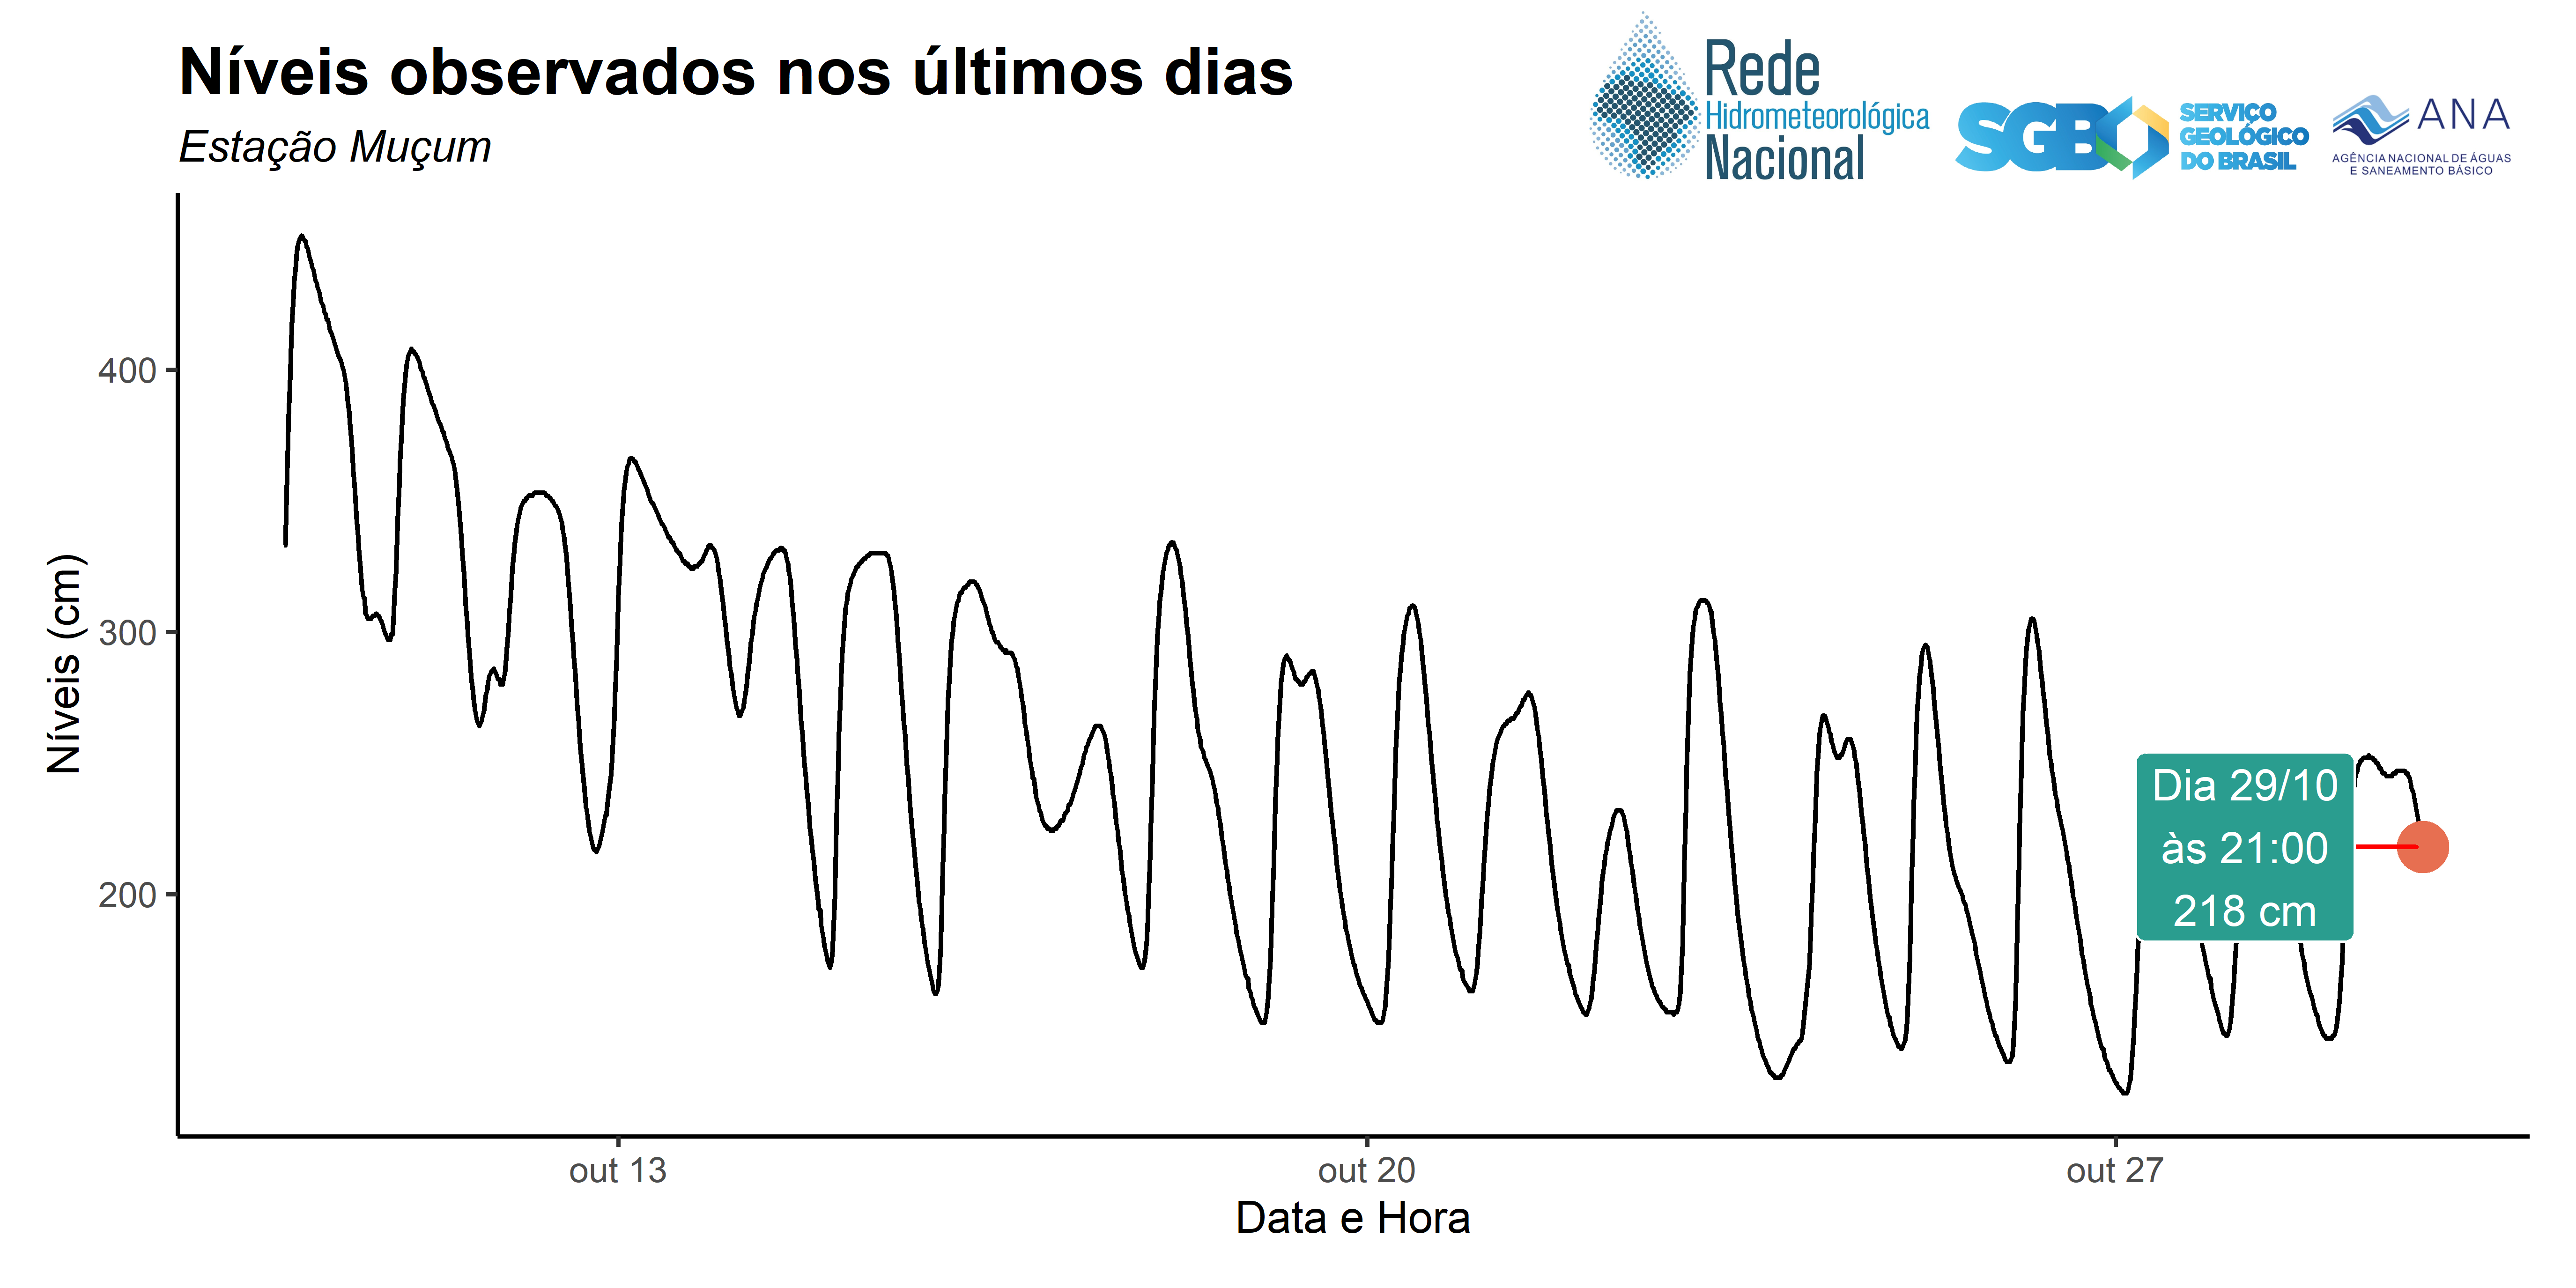 Níveis observados nos últimos dias
Estação Muçum
Rede
Hidrometeorológica
Nacional
SGB
SERVIÇO
GEOLÓGICO
DO BRASIL
ANA
AGÊNCIA NACIONAL DE ÁGUAS
E SANEAMENTO BÁSICO
Níveis (cm)
400
300
200
Dia 29/10
às 21:00
218 cm
out 13
out 20
out 27
Data e Hora